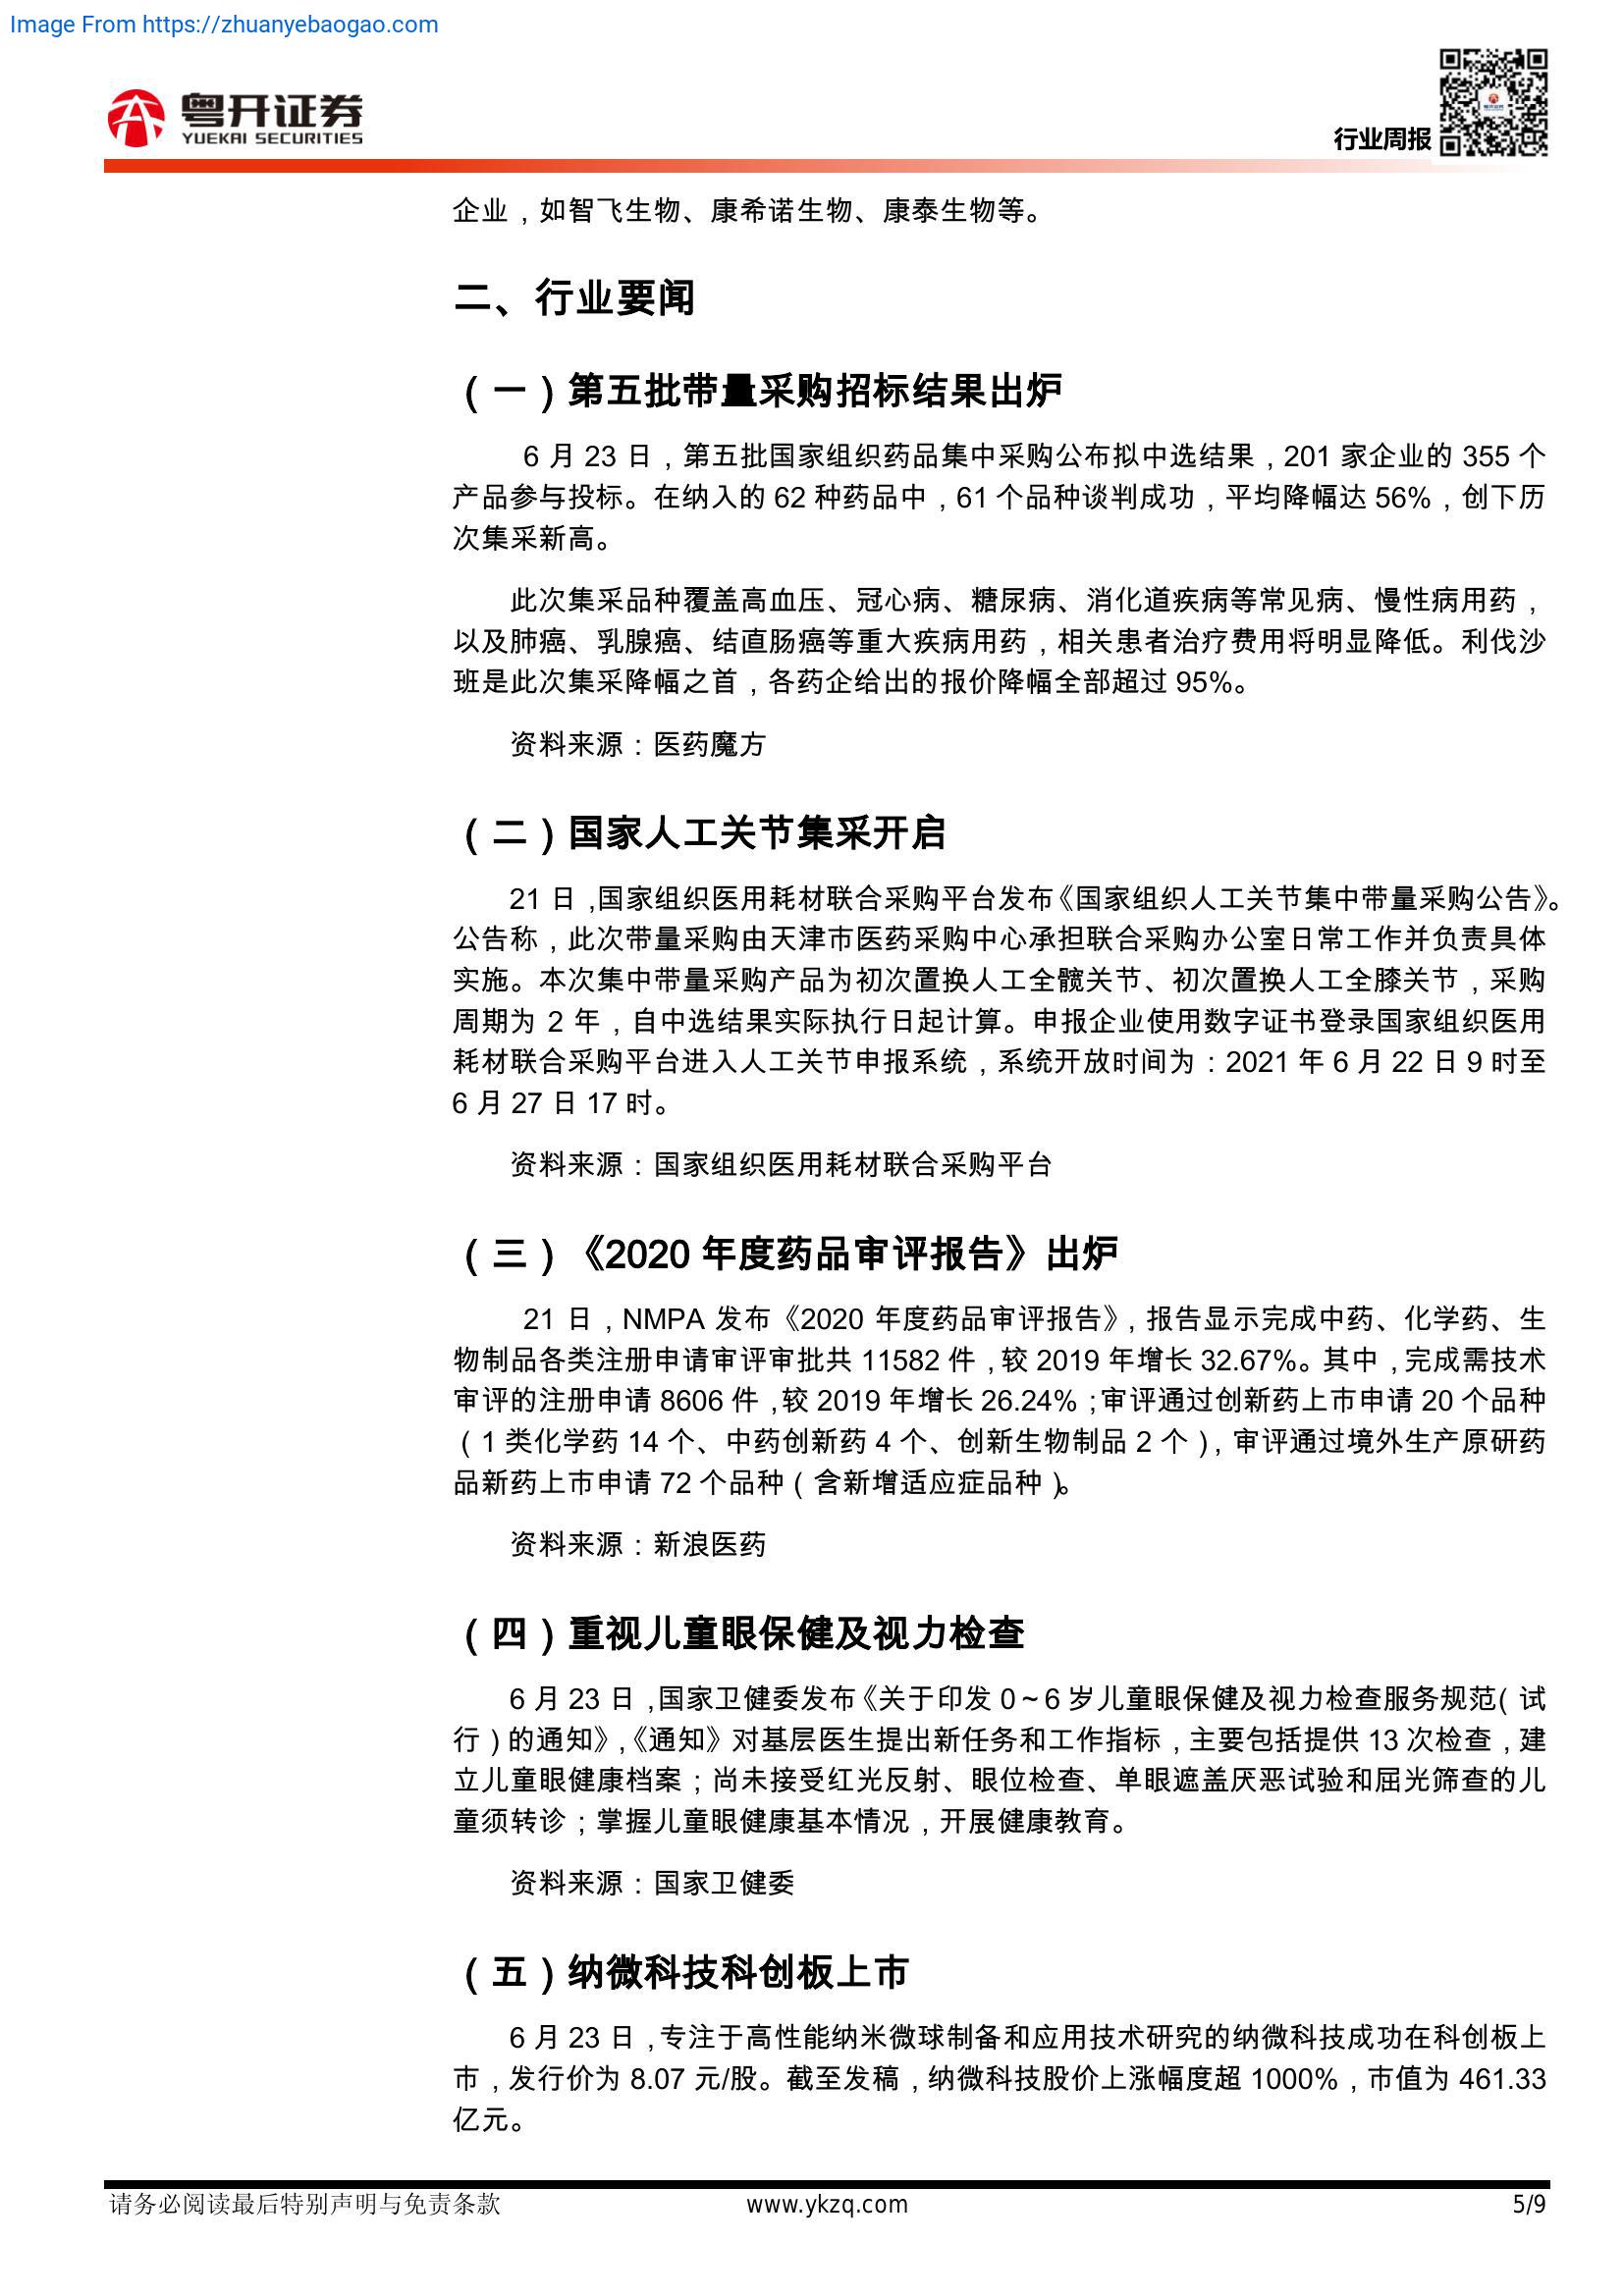 Image From https://zhuanyebaogao.com
粤开证券
YUEKAI SECURITIES
行业周报
企业，如智飞生物、康希诺生物、康泰生物等。
二、行业要闻
（一）第五批带量采购招标结果出炉
6 月 23 日，第五批国家组织药品集中采购公布拟中选结果，201 家企业的 355 个
产品参与投标。在纳入的 62 种药品中，61 个品种谈判成功，平均降幅达 56%，创下历
次集采新高。
此次集采品种覆盖高血压、冠心病、糖尿病、消化道疾病等常见病、慢性病用药，
以及肺癌、乳腺癌、结直肠癌等重大疾病用药，相关患者治疗费用将明显降低。利伐沙
班是此次集采降幅之首，各药企给出的报价降幅全部超过 95%。
资料来源：医药魔方
（二）国家人工关节集采开启
21 日，国家组织医用耗材联合采购平台发布《国家组织人工关节集中带量采购公告》。
公告称，此次带量采购由天津市医药采购中心承担联合采购办公室日常工作并负责具体
实施。本次集中带量采购产品为初次置换人工全髋关节、初次置换人工全膝关节，采购
周期为 2 年，自中选结果实际执行日起计算。申报企业使用数字证书登录国家组织医用
耗材联合采购平台进入人工关节申报系统，系统开放时间为：2021 年 6 月 22 日 9 时至
6 月 27 日 17 时。
资料来源：国家组织医用耗材联合采购平台
（三）《2020 年度药品审评报告》出炉
21 日，NMPA 发布《2020 年度药品审评报告》，报告显示完成中药、化学药、生
物制品各类注册申请审评审批共 11582 件，较 2019 年增长 32.67%。其中，完成需技术
审评的注册申请 8606 件，较 2019 年增长 26.24%；审评通过创新药上市申请 20 个品种
（1 类化学药 14 个、中药创新药 4 个、创新生物制品 2 个），审评通过境外生产原研药
品新药上市申请 72 个品种（含新增适应症品种）。
资料来源：新浪医药
（四）重视儿童眼保健及视力检查
6 月 23 日，国家卫健委发布《关于印发 0～6 岁儿童眼保健及视力检查服务规范（试
行）的通知》，《通知》对基层医生提出新任务和工作指标，主要包括提供 13 次检查，建
立儿童眼健康档案；尚未接受红光反射、眼位检查、单眼遮盖厌恶试验和屈光筛查的儿
童须转诊；掌握儿童眼健康基本情况，开展健康教育。
资料来源：国家卫健委
（五）纳微科技科创板上市
6 月 23 日，专注于高性能纳米微球制备和应用技术研究的纳微科技成功在科创板上
市，发行价为 8.07 元/股。截至发稿，纳微科技股价上涨幅度超 1000%，市值为 461.33
亿元。
请务必阅读最后特别声明与免责条款
www.ykzq.com
5/9